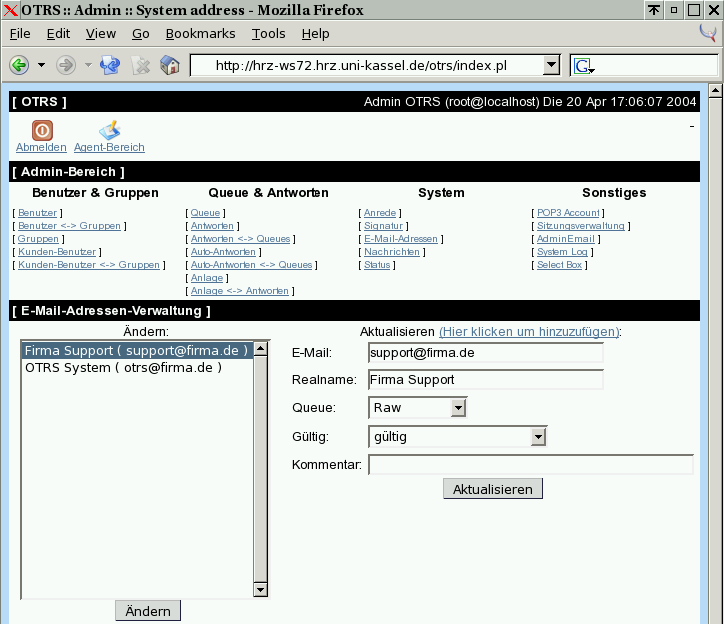 OTRS :: Admin :: System address - Mozilla Firefox
File Edit View Go Bookmarks Tools Help
http://hrz-ws72.hrz.uni-kassel.de/otrs/index.pl
G
[ OTRS ] Admin OTRS (root@localhost) Die 20 Apr 17:06:07 2004
-
Abmelden Agent-Bereich
[ Admin-Bereich ]
Benutzer & Gruppen Queue & Antworten System Sonstiges
[ Benutzer ] [ Queue ] [ Anrede ] [ POP3 Account ]
[ Benutzer <-> Gruppen ] [ Antworten ] [ Signatur ] [ Sitzungsverwaltung ]
[ Gruppen ] [ Antworten <-> Queues ] [ E-Mail-Adressen ] [ AdminEmail ]
[ Kunden-Benutzer ] [ Auto-Antworten ] [ Nachrichten ] [ System Log ]
[ Kunden-Benutzer <-> Gruppen ] [ Auto-Antworten <-> Queues ] [ Status ] [ Select Box ]
[ Anlage ]
[ Anlage <-> Antworten ]
[ E-Mail-Adressen-Verwaltung ]
Ändern: Aktualisieren (Hier klicken um hinzuzufügen):
Firma Support ( support@firma.de ) E-Mail: support@firma.de
OTRS System ( otrs@firma.de ) Realname: Firma Support
Queue: Raw
Gültig: gültig
Kommentar:
Aktualisieren
Ändern